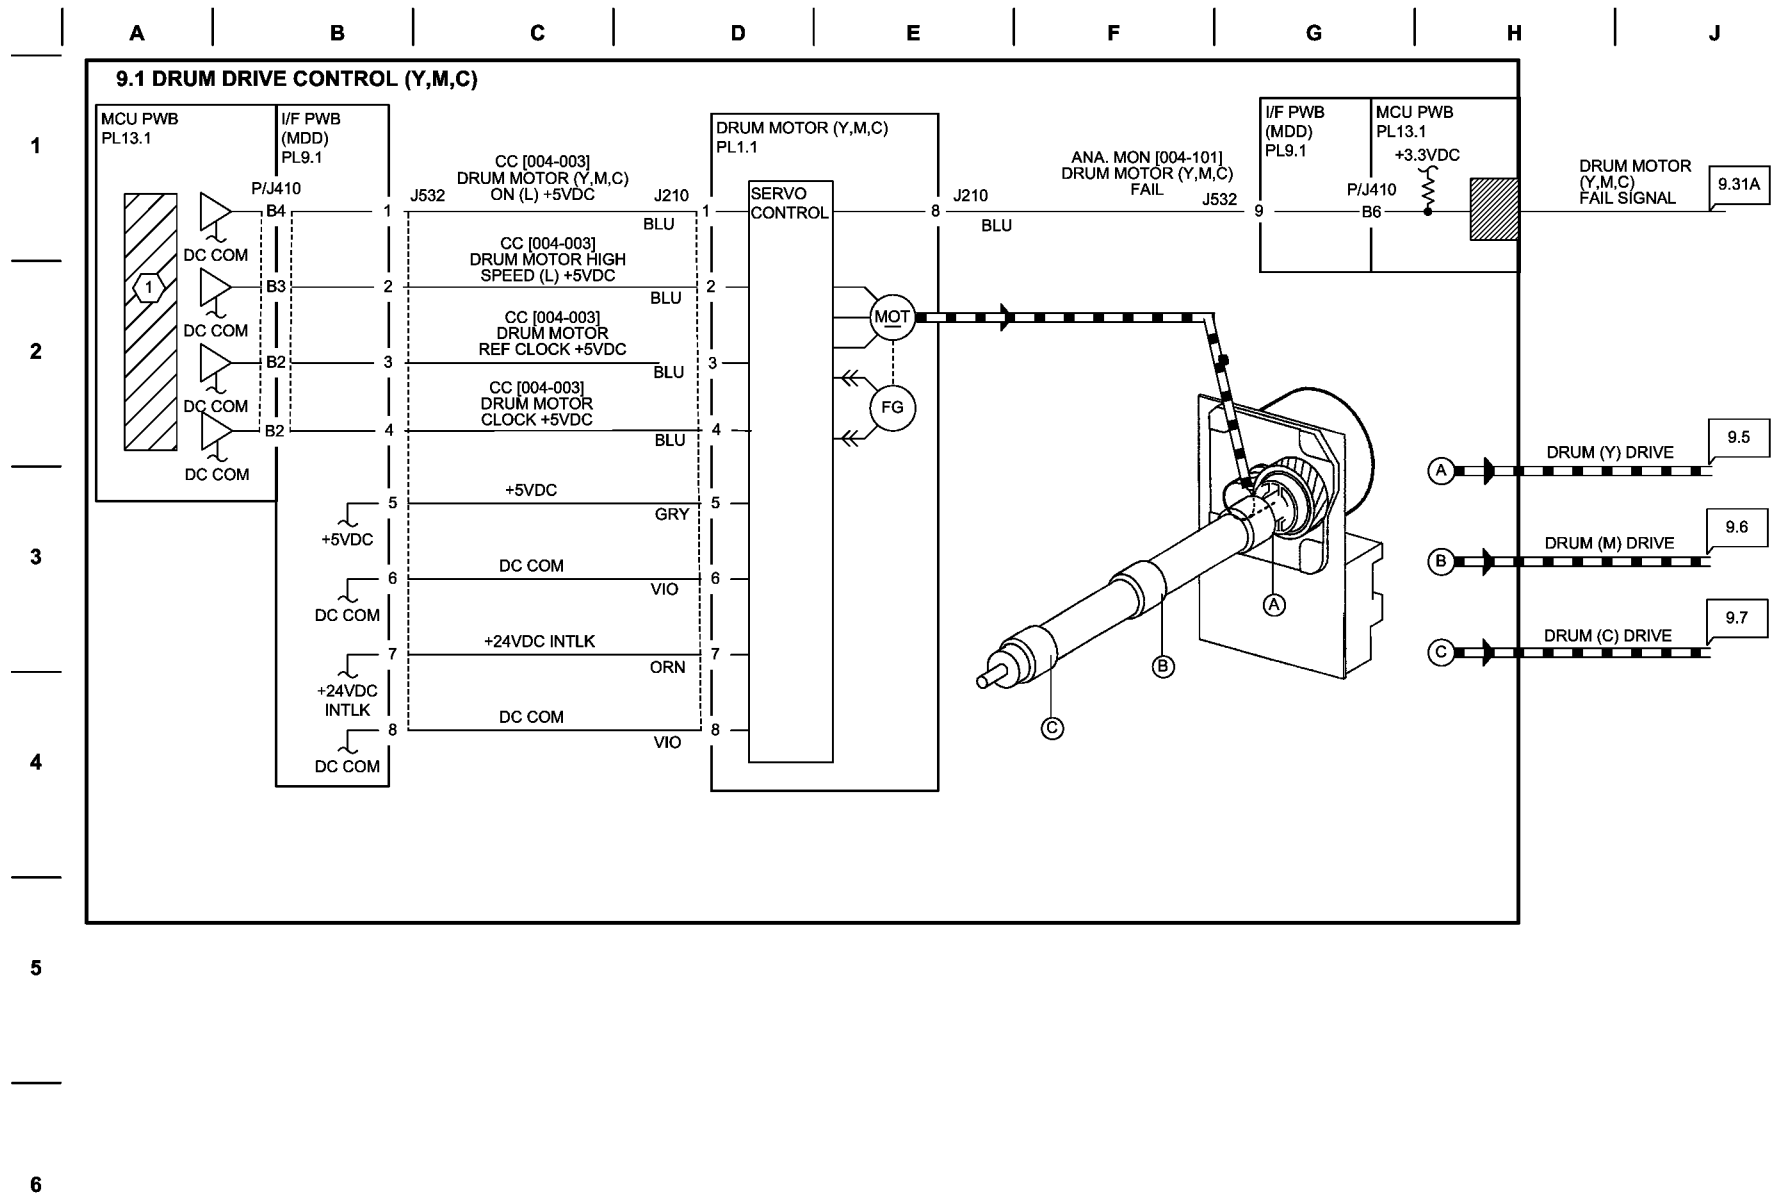 A B C D E F G H J
9.1 DRUM DRIVE CONTROL (Y,M,C)
1
2
3
4
5
6
MCU PWB
PL13.1
I/F PWB
(MDD)
PL9.1
P/J410
B4
B3
B2
B2
DC COM
DC COM
DC COM
DC COM
1
1
2
3
4
5
6
7
8
J532
+5VDC
DC COM
+24VDC
INTLK
DC COM
CC [004-003]
DRUM MOTOR (Y,M,C)
ON (L) +5VDC
BLU
CC [004-003]
DRUM MOTOR HIGH
SPEED (L) +5VDC
BLU
CC [004-003]
DRUM MOTOR
REF CLOCK +5VDC
BLU
CC [004-003]
DRUM MOTOR
CLOCK +5VDC
BLU
+5VDC
GRY
DC COM
VIO
+24VDC INTLK
ORN
DC COM
VIO
J210
1
2
3
4
5
6
7
8
DRUM MOTOR (Y,M,C)
PL1.1
SERVO
CONTROL
MOT
FG
8
J210
BLU
ANA. MON [004-101]
DRUM MOTOR (Y,M,C)
FAIL
J532
9
I/F PWB
(MDD)
PL9.1
MCU PWB
PL13.1
+3.3VDC
P/J410
B6
DRUM MOTOR
(Y,M,C)
FAIL SIGNAL
9.31A
A
B
C
A
DRUM (Y) DRIVE
9.5
B
DRUM (M) DRIVE
9.6
C
DRUM (C) DRIVE
9.7